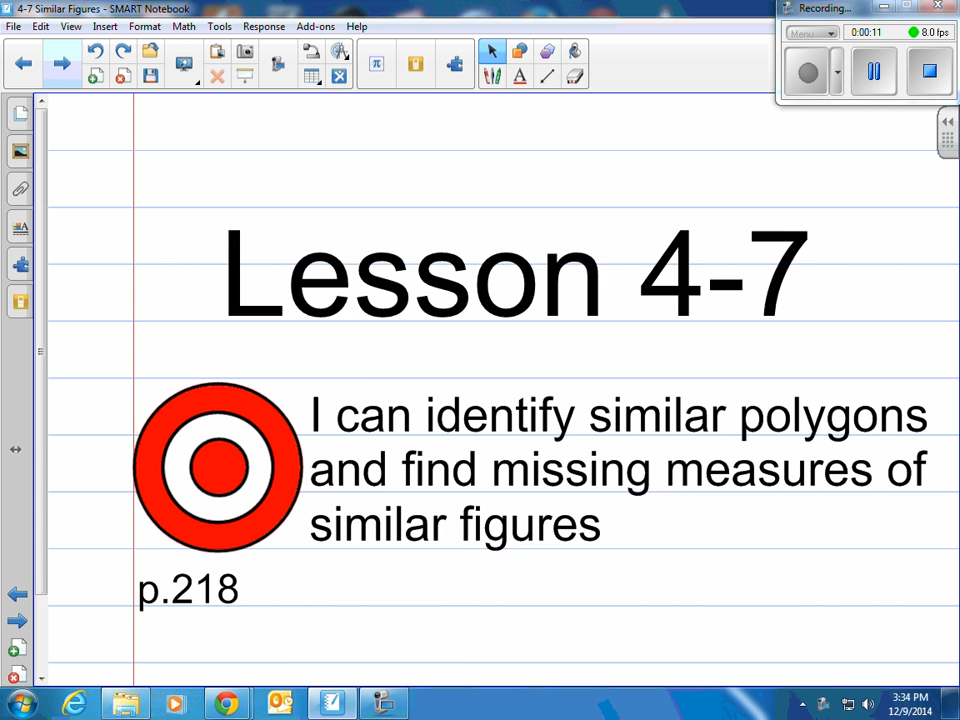 4-7 Similar Figures - SMART Notebook
Recording...
File Edit View Insert Format Math Tools Response Add-ons Help
Menu 0:00:11 8.0 fps
Lesson 4-7
I can identify similar polygons
and find missing measures of
similar figures
p.218
3:34 PM
12/9/2014